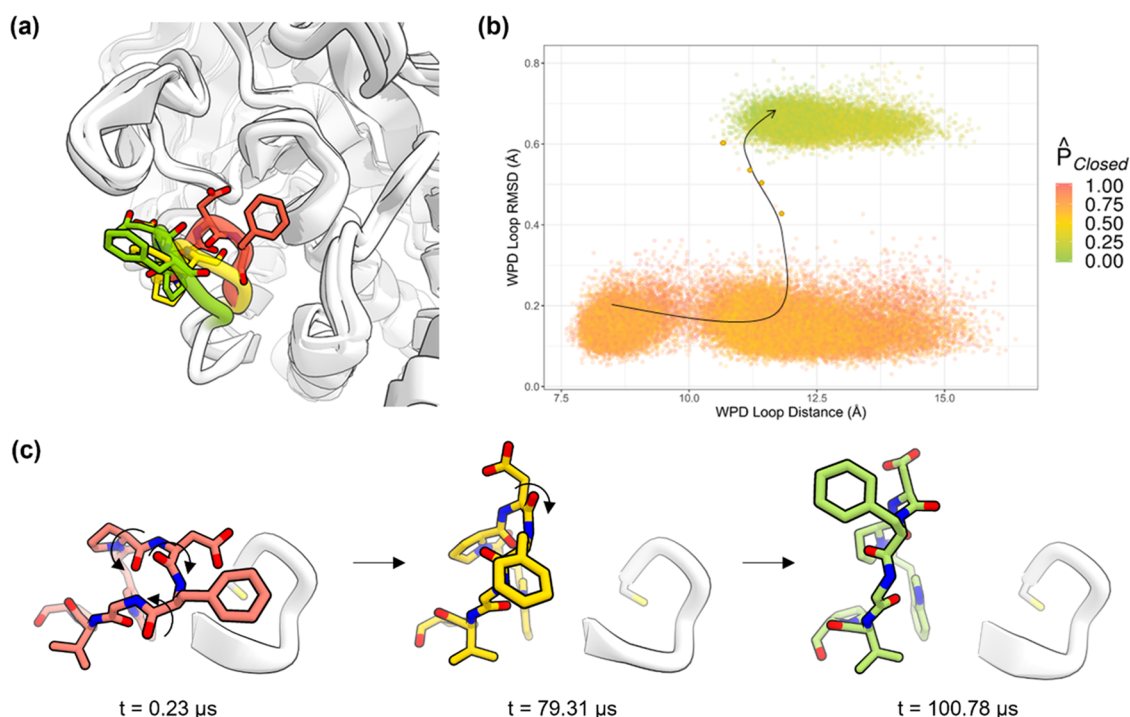 (a)
(b)
0.8
0.6
0.4
0.2
0.0
WPD Loop RMSD (Å)
7.5 10.0 12.5 15.0
WPD Loop Distance (Å)
P̂Closed
1.00
0.75
0.50
0.25
0.00
(c)
t = 0.23 µs
t = 79.31 µs
t = 100.78 µs